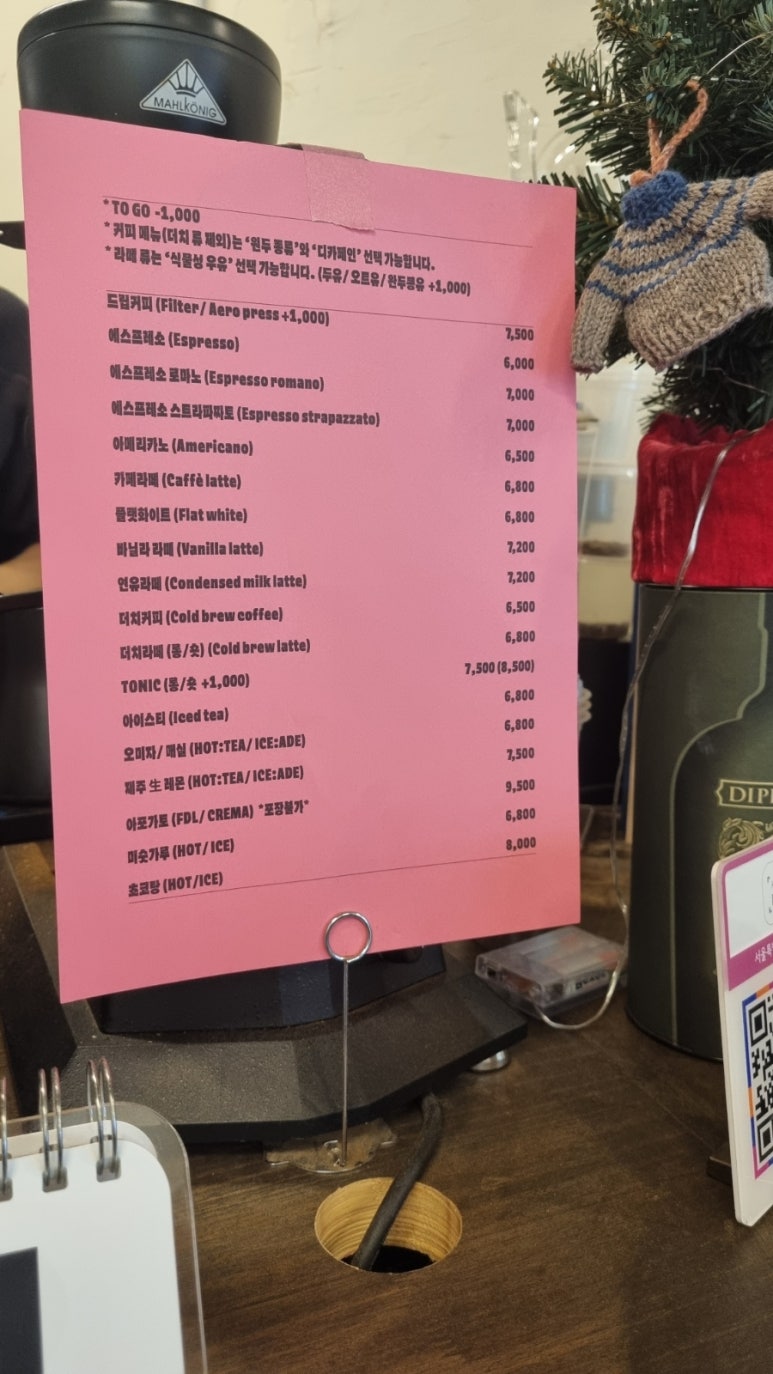 MAHLKÖNIG
* TO GO -1,000
* 커피 메뉴(더치 류 제외)는 ‘원두 종류’와 ‘디카페인’ 선택 가능합니다.
* 라떼 류는 ‘식물성 우유’ 선택 가능합니다. (두유/ 오트유/ 완두콩유 +1,000)
드립커피 (Filter / Aero press +1,000) 7,500
에스프레소 (Espresso) 6,000
에스프레소 로마노 (Espresso romano) 7,000
에스프레소 스트라파짜토 (Espresso strapazzato) 7,000
아메리카노 (Americano) 6,500
카페라떼 (Caffè latte) 6,800
플랫화이트 (Flat white) 6,800
바닐라 라떼 (Vanilla latte) 7,200
연유라떼 (Condensed milk latte) 7,200
더치커피 (Cold brew coffee) 6,500
더치라떼 (롱/숏) (Cold brew latte) 6,800
TONIC (롱/숏 +1,000) 7,500 (8,500)
아이스티 (Iced tea) 6,800
오미자/ 매실 (HOT:TEA/ ICE:ADE) 6,800
제주 生 레몬 (HOT:TEA/ ICE:ADE) 7,500
아포가토 (FDL/ CREMA) *포장불가* 9,500
미숫가루 (HOT/ ICE) 6,800
초코탕 (HOT/ICE) 8,000